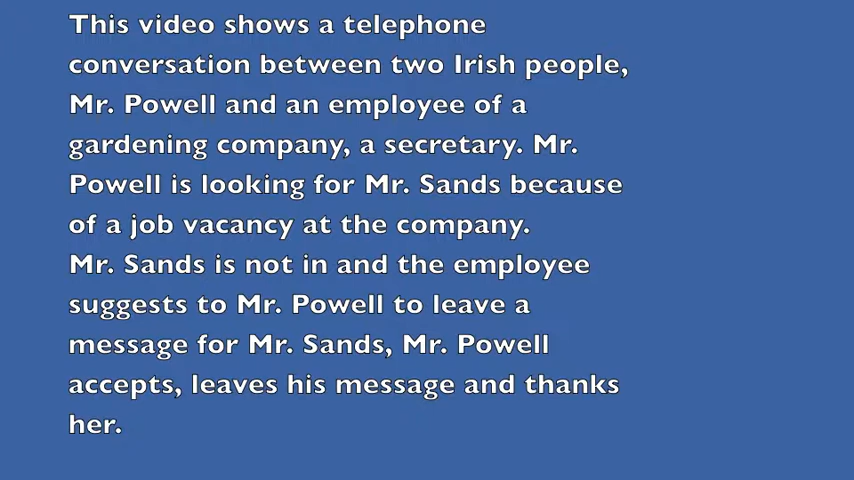 This video shows a telephone
conversation between two Irish people,
Mr. Powell and an employee of a
gardening company, a secretary. Mr.
Powell is looking for Mr. Sands because
of a job vacancy at the company.
Mr. Sands is not in and the employee
suggests to Mr. Powell to leave a
message for Mr. Sands, Mr. Powell
accepts, leaves his message and thanks
her.